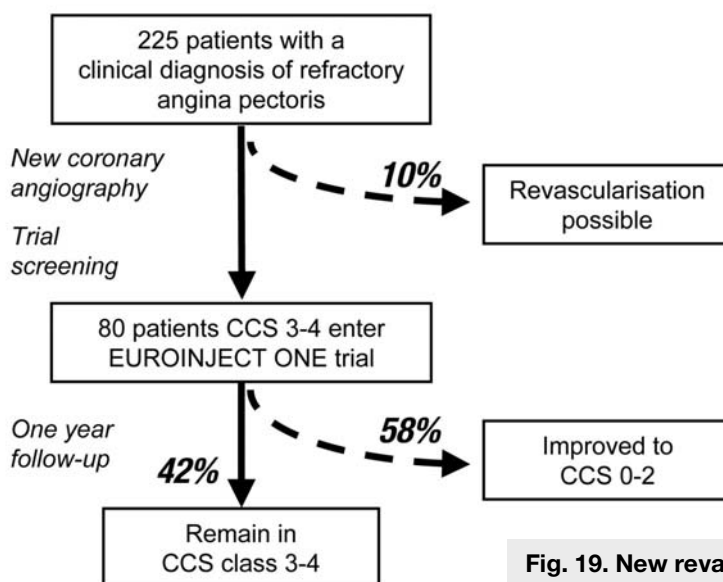 225 patients with a
clinical diagnosis of refractory
angina pectoris
New coronary
angiography
10%
Revascularisation
possible
Trial
screening
80 patients CCS 3-4 enter
EUROINJECT ONE trial
One year
follow-up
42%
58%
Improved to
CCS 0-2
Remain in
CCS class 3-4
Fig. 19. New reva